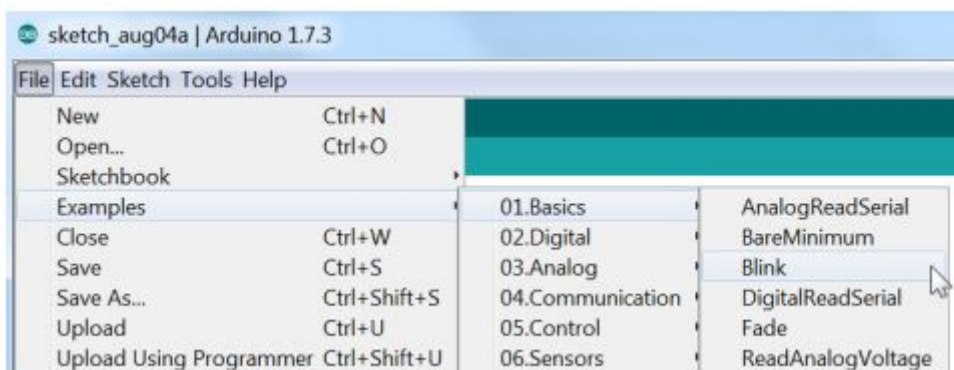 sketch_aug04a | Arduino 1.7.3
File Edit Sketch Tools Help
New Ctrl+N
Open... Ctrl+O
Sketchbook
Examples
Close Ctrl+W
Save Ctrl+S
Save As... Ctrl+Shift+S
Upload Ctrl+U
Upload Using Programmer Ctrl+Shift+U
01.Basics
02.Digital
03.Analog
04.Communication
05.Control
06.Sensors
AnalogReadSerial
BareMinimum
Blink
DigitalReadSerial
Fade
ReadAnalogVoltage